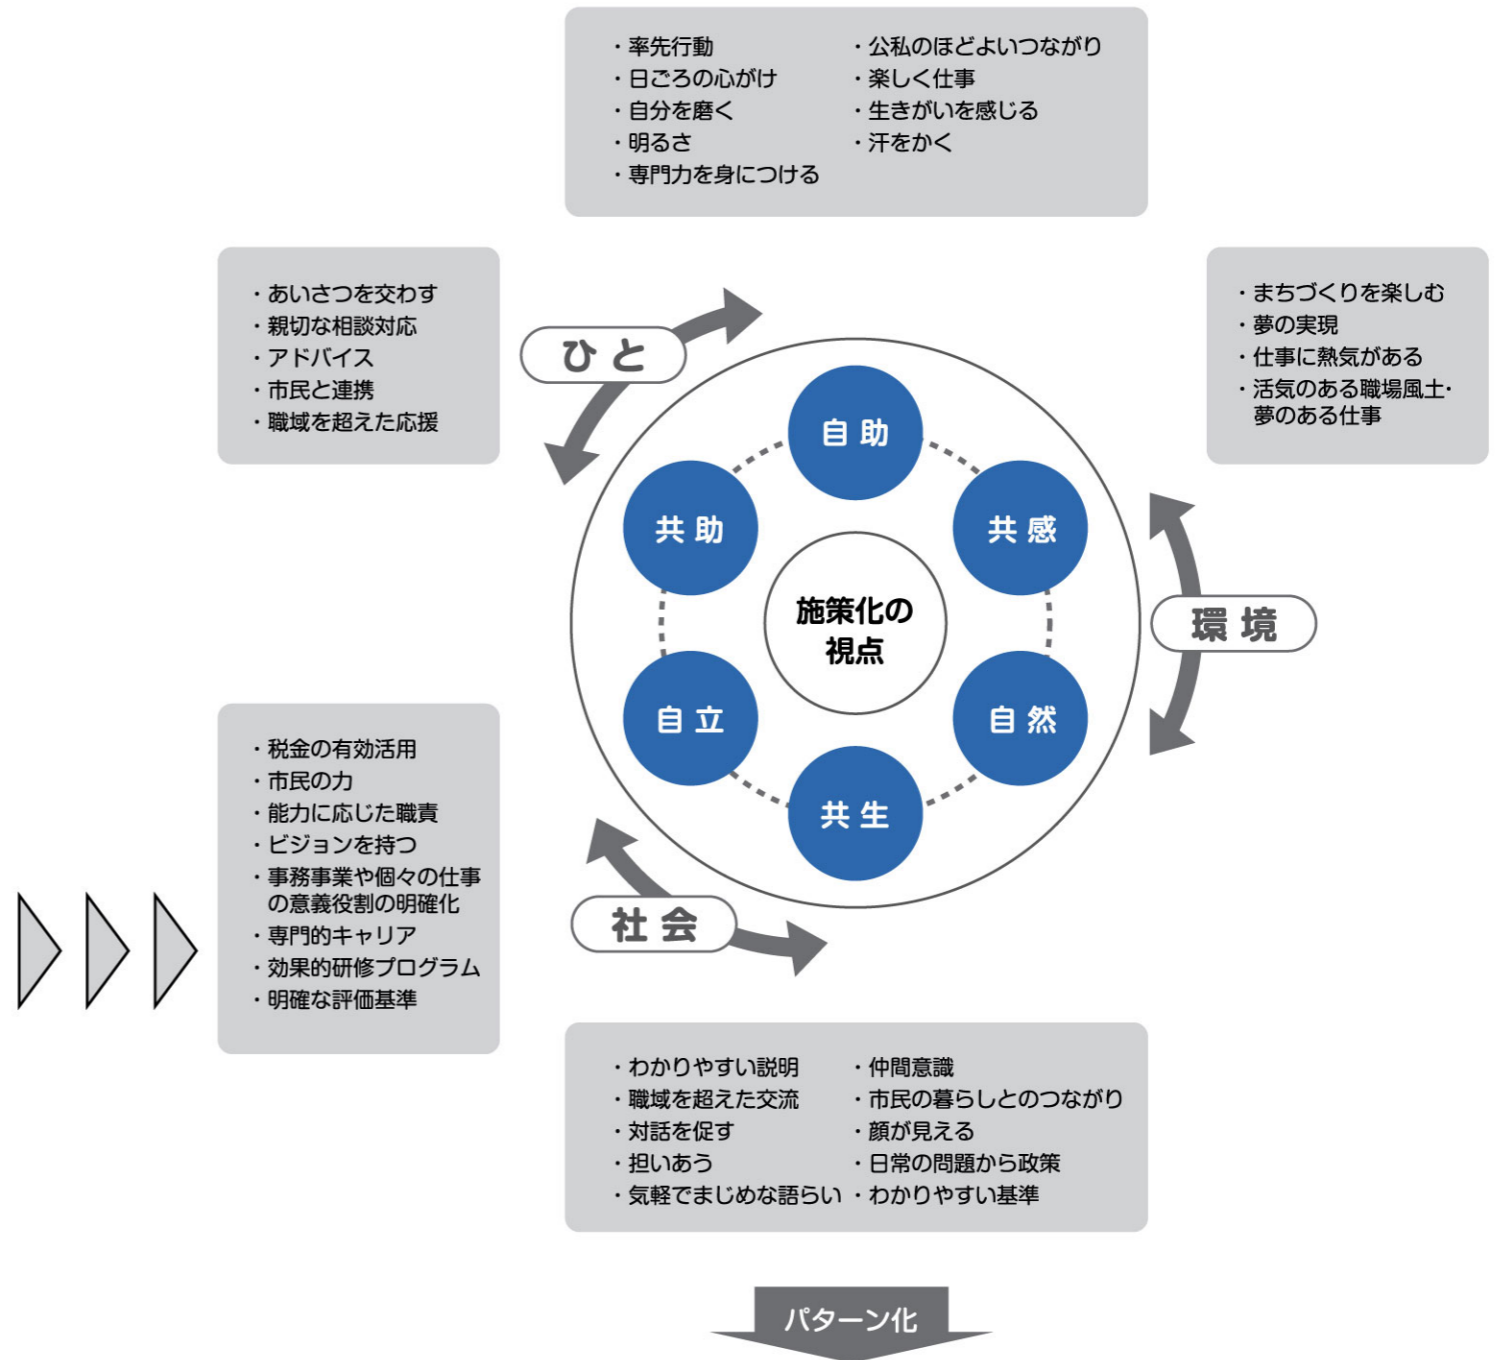 ・率先行動
・日ごろの心がけ
・自分を磨く
・明るさ
・専門力を身につける
・公私のほどよいつながり
・楽しく仕事
・生きがいを感じる
・汗をかく
・あいさつを交わす
・親切な相談対応
・アドバイス
・市民と連携
・職域を超えた応援
ひと
・まちづくりを楽しむ
・夢の実現
・仕事に熱気がある
・活気のある職場風土・
夢のある仕事
自助
共助
共感
施策化の
視点
環境
自立
自然
共生
・税金の有効活用
・市民の力
・能力に応じた職責
・ビジョンを持つ
・事務事業や個々の仕事
の意義役割の明確化
・専門的キャリア
・効果的研修プログラム
・明確な評価基準
社会
・わかりやすい説明
・職域を超えた交流
・対話を促す
・担いあう
・気軽でまじめな語らい
・仲間意識
・市民の暮らしとのつながり
・顔が見える
・日常の問題から政策
・わかりやすい基準
パターン化